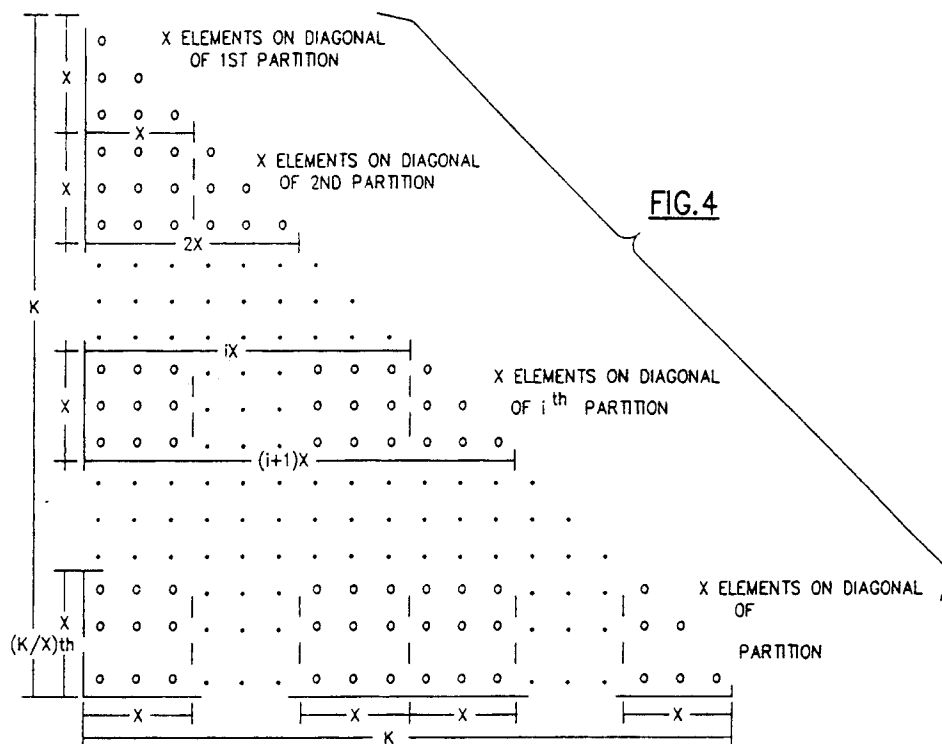 X ELEMENTS ON DIAGONAL
OF 1ST PARTITION
X
X
X ELEMENTS ON DIAGONAL
OF 2ND PARTITION
X
FIG.4
2X
K
iX
X ELEMENTS ON DIAGONAL
OF i th PARTITION
X
(i+1)X
X ELEMENTS ON DIAGONAL
OF
X
(K/X)th
PARTITION
X
X
X
X
K